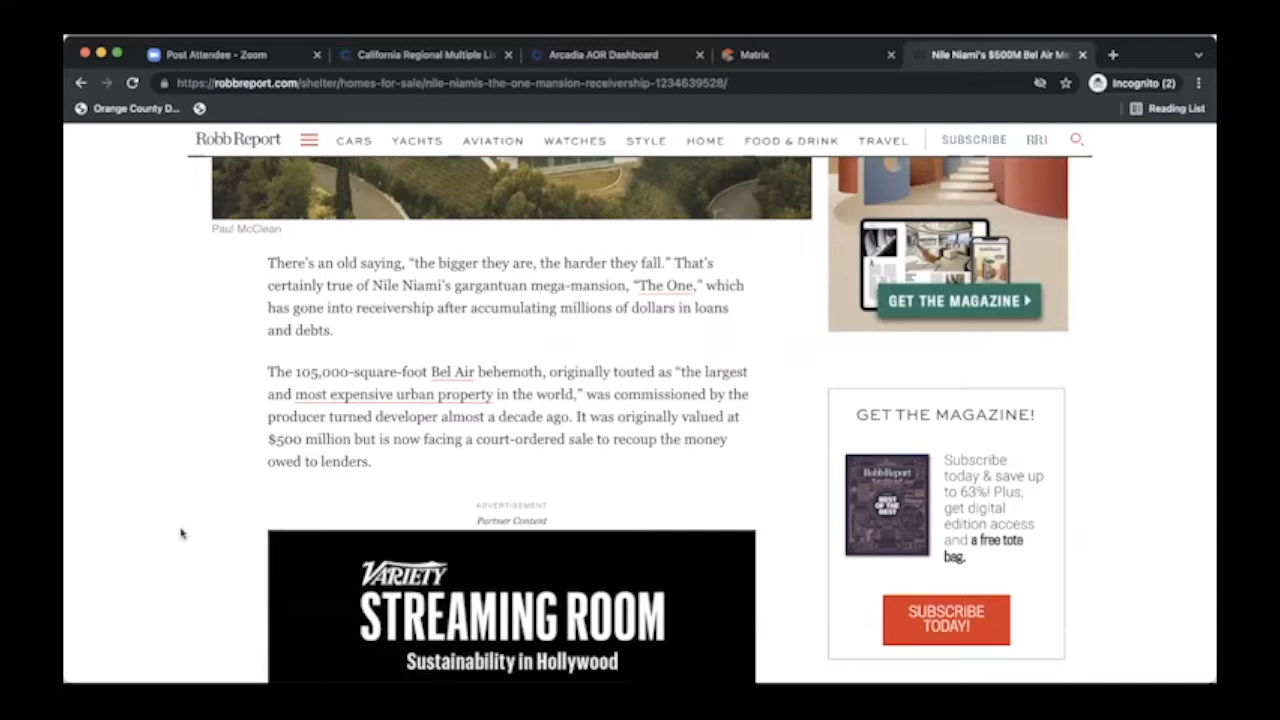 Post Attendee - Zoom
California Regional Multiple Lis
Arcadia AOR Dashboard
Matrix
Nile Niami's $500M Bel Air Me
https://robbreport.com/shelter/homes-for-sale/nile-niamis-the-one-mansion-receivership-1234639528/
Incognito (2)
Orange County D...
Reading List
Robb Report
CARS
YACHTS
AVIATION
WATCHES
STYLE
HOME
FOOD & DRINK
TRAVEL
SUBSCRIBE
RR1
Paul McClean
There's an old saying, “the bigger they are, the harder they fall.” That's
certainly true of Nile Niami's gargantuan mega-mansion, “The One,” which
has gone into receivership after accumulating millions of dollars in loans
and debts.
The 105,000-square-foot Bel Air behemoth, originally touted as “the largest
and most expensive urban property in the world,” was commissioned by the
producer turned developer almost a decade ago. It was originally valued at
$500 million but is now facing a court-ordered sale to recoup the money
owed to lenders.
ADVERTISEMENT
Partner Content
VARIETY
STREAMING ROOM
Sustainability in Hollywood
GET THE MAGAZINE
GET THE MAGAZINE!
Robb Report
BEST
OF THE
BEST
Subscribe
today & save up
to 63%! Plus,
get digital
edition access
and a free tote
bag.
SUBSCRIBE
TODAY!